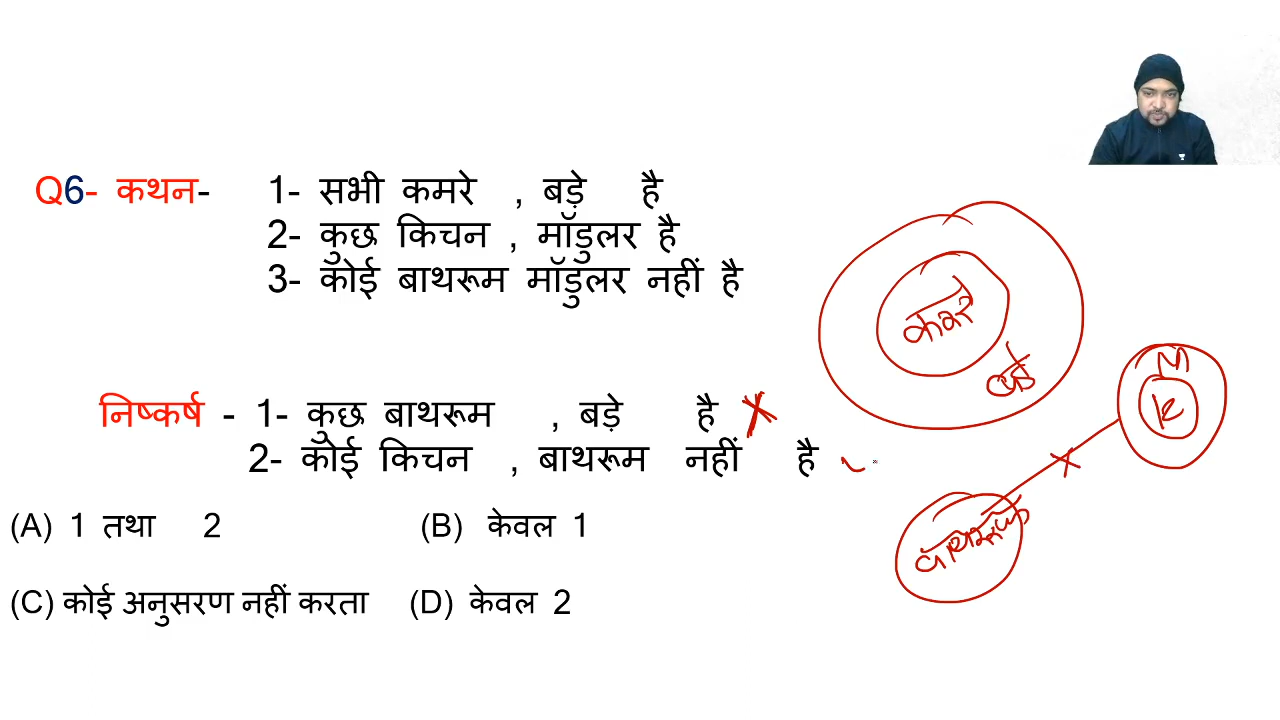 Q6- कथन- 1- सभी कमरे , बड़े है
2- कुछ किचन , मॉडुलर है
3- कोई बाथरूम मॉडुलर नहीं है
कमरे
बड़े
M
K
निष्कर्ष - 1- कुछ बाथरूम , बड़े है
2- कोई किचन , बाथरूम नहीं है
(A) 1 तथा 2 (B) केवल 1
बाथरूम
(C) कोई अनुसरण नहीं करता (D) केवल 2